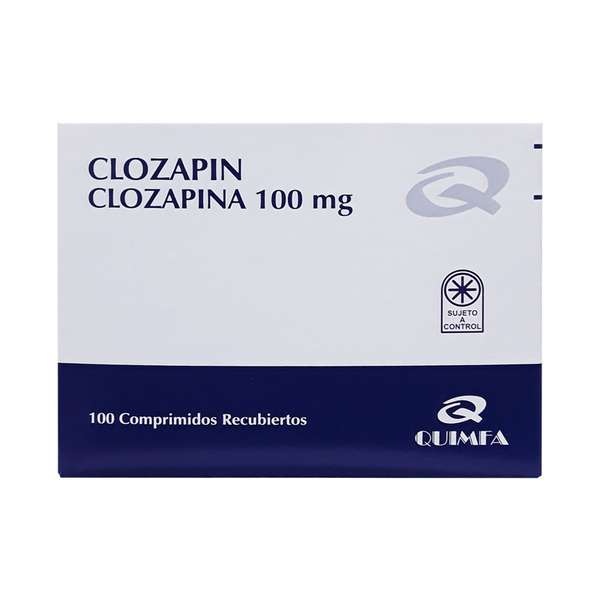 CLOZAPIN
CLOZAPINA 100 mg
SUJETO
A
CONTROL
100 Comprimidos Recubiertos
QUIMFA